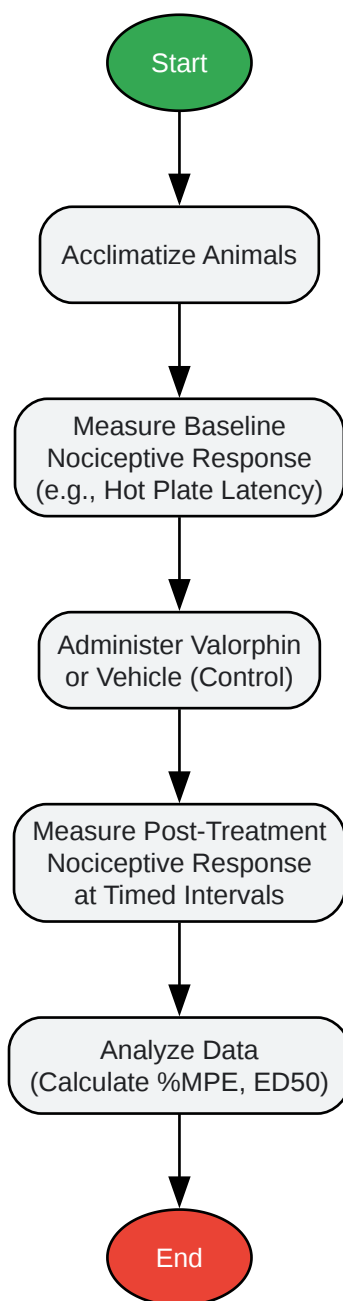 Start
Acclimatize Animals
Measure Baseline
Nociceptive Response
(e.g., Hot Plate Latency)
Administer Valorphin
or Vehicle (Control)
Measure Post-Treatment
Nociceptive Response
at Timed Intervals
Analyze Data
(Calculate %MPE, ED50)
End